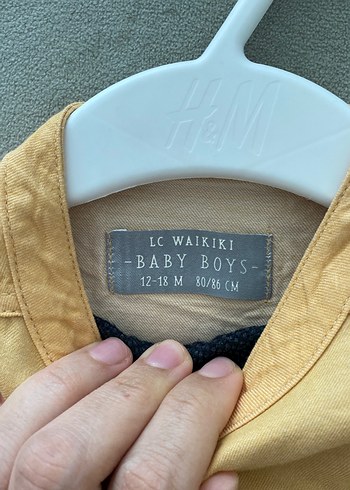 H&M
LC WAIKIKI
-BABY BOYS-
12-18 M 80/86 CM